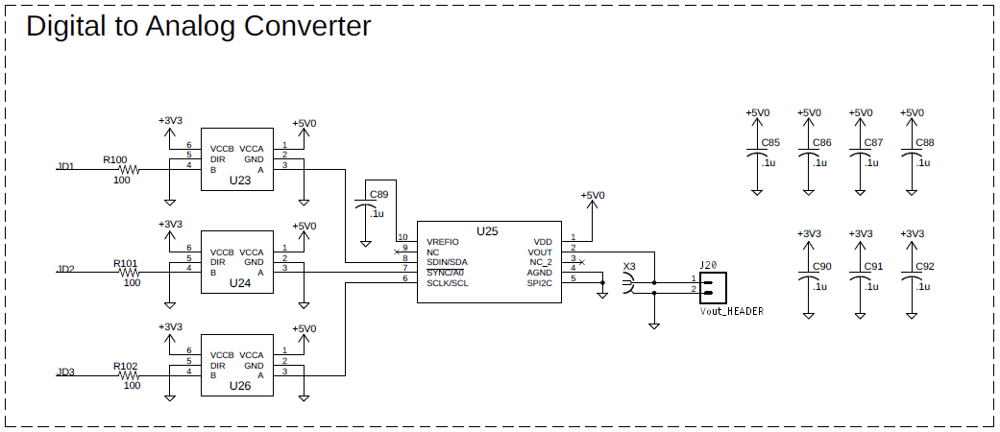 Digital to Analog Converter
+3V3
+5V0
JD1
R100
100
6 VCCB VCCA 1
5 DIR GND 2
4 B A 3
U23
+3V3
+5V0
JD2
R101
100
6 VCCB VCCA 1
5 DIR GND 2
4 B A 3
U24
+3V3
+5V0
JD3
R102
100
6 VCCB VCCA 1
5 DIR GND 2
4 B A 3
U26
C89
.1u
+5V0
U25
10 VREFIO VDD 1
9 NC VOUT 2
8 SDIN/SDA NC_2 3
7 SYNC/A0 AGND 4
6 SCLK/SCL SPI2C 5
X3
J20
1
2
Vout_HEADER
+5V0 +5V0 +5V0 +5V0
C85 C86 C87 C88
.1u .1u .1u .1u
+3V3 +3V3 +3V3
C90 C91 C92
.1u .1u .1u